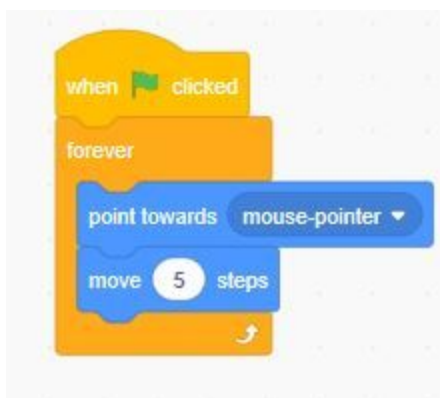 when clicked
forever
point towards mouse-pointer
move 5 steps